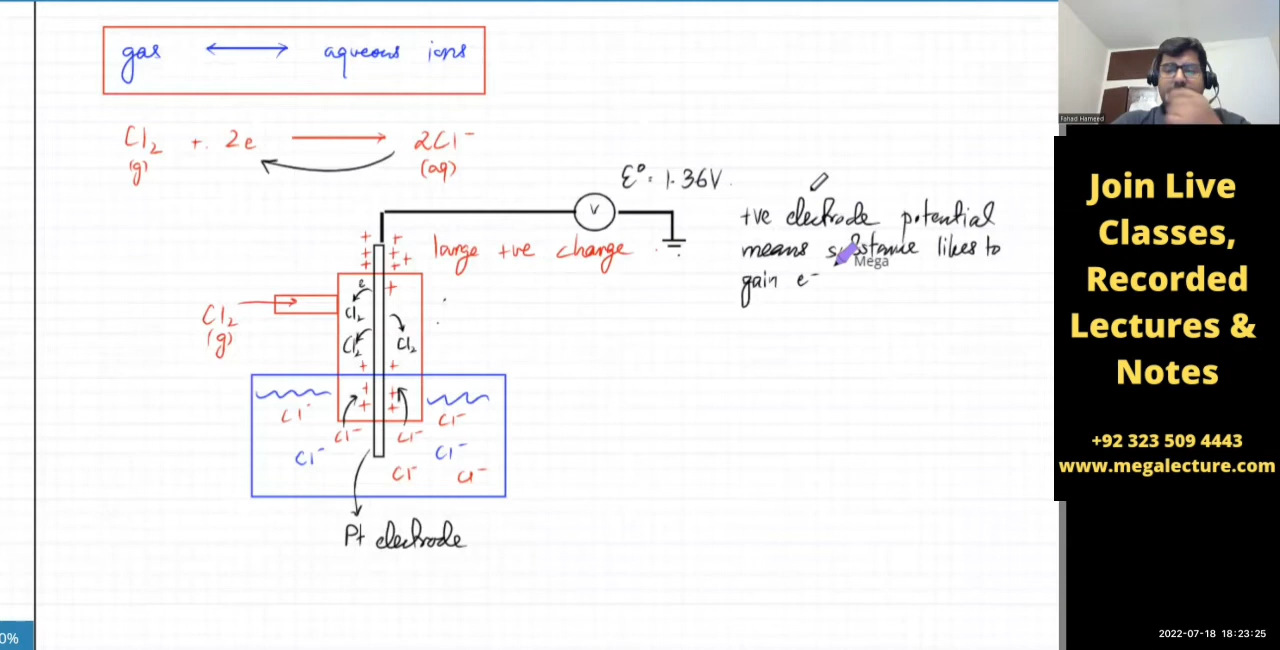 gas ⟷ aqueous ions
Cl₂ + 2e ⟶ 2Cl⁻
(g) (aq)
Ɛ° = 1.36V.
V
+ve electrode potential
means substance likes to
gain e⁻
Mega
large +ve change
+ +
+ + +
+ +
e +
Cl₂
Cl₂
(g)
Cl₂ Cl₂
+ +
+ +
+ +
Cl⁻ Cl⁻
Cl⁻ Cl⁻
Cl⁻ Cl⁻
Cl⁻ Cl⁻
Pt electrode
0%
Fahad Hameed
Join Live
Classes,
Recorded
Lectures &
Notes
+92 323 509 4443
www.megalecture.com
2022-07-18 18:23:25